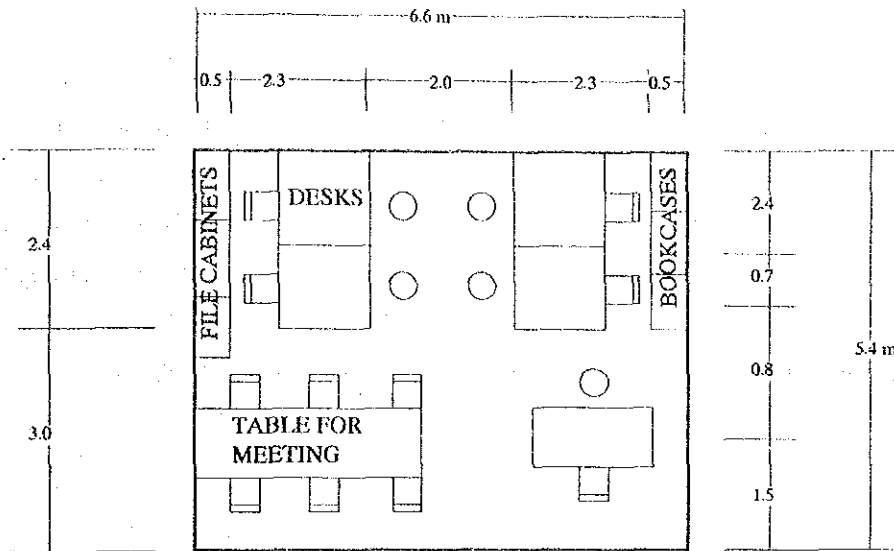 6.6 m
0.5
2.3
2.0
2.3
0.5
FILE CABINETS
DESKS
BOOKCASES
2.4
3.0
2.4
0.7
0.8
1.5
5.4 m
TABLE FOR
MEETING